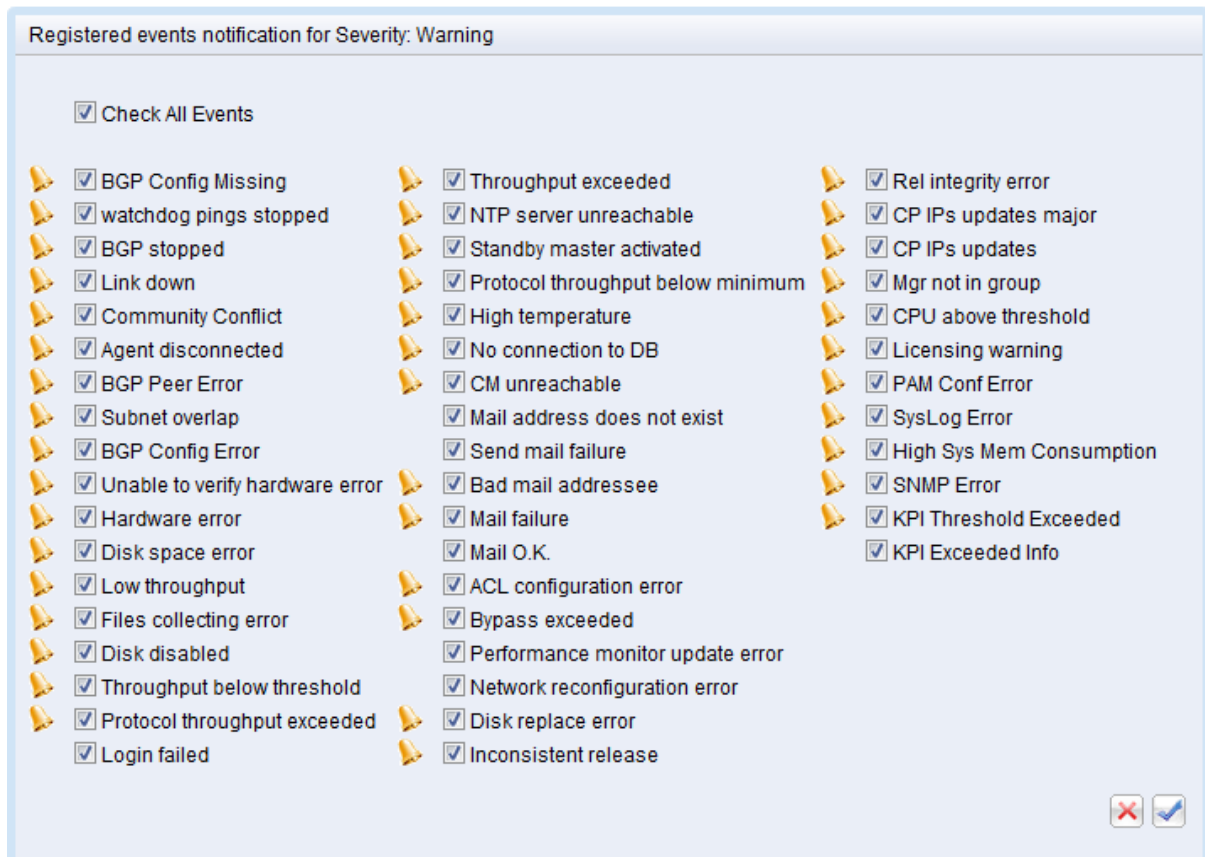 Registered events notification for Severity: Warning
Check All Events
BGP Config Missing
watchdog pings stopped
BGP stopped
Link down
Community Conflict
Agent disconnected
BGP Peer Error
Subnet overlap
BGP Config Error
Unable to verify hardware error
Hardware error
Disk space error
Low throughput
Files collecting error
Disk disabled
Throughput below threshold
Protocol throughput exceeded
Login failed
Throughput exceeded
NTP server unreachable
Standby master activated
Protocol throughput below minimum
High temperature
No connection to DB
CM unreachable
Mail address does not exist
Send mail failure
Bad mail addressee
Mail failure
Mail O.K.
ACL configuration error
Bypass exceeded
Performance monitor update error
Network reconfiguration error
Disk replace error
Inconsistent release
Rel integrity error
CP IPs updates major
CP IPs updates
Mgr not in group
CPU above threshold
Licensing warning
PAM Conf Error
SysLog Error
High Sys Mem Consumption
SNMP Error
KPI Threshold Exceeded
KPI Exceeded Info